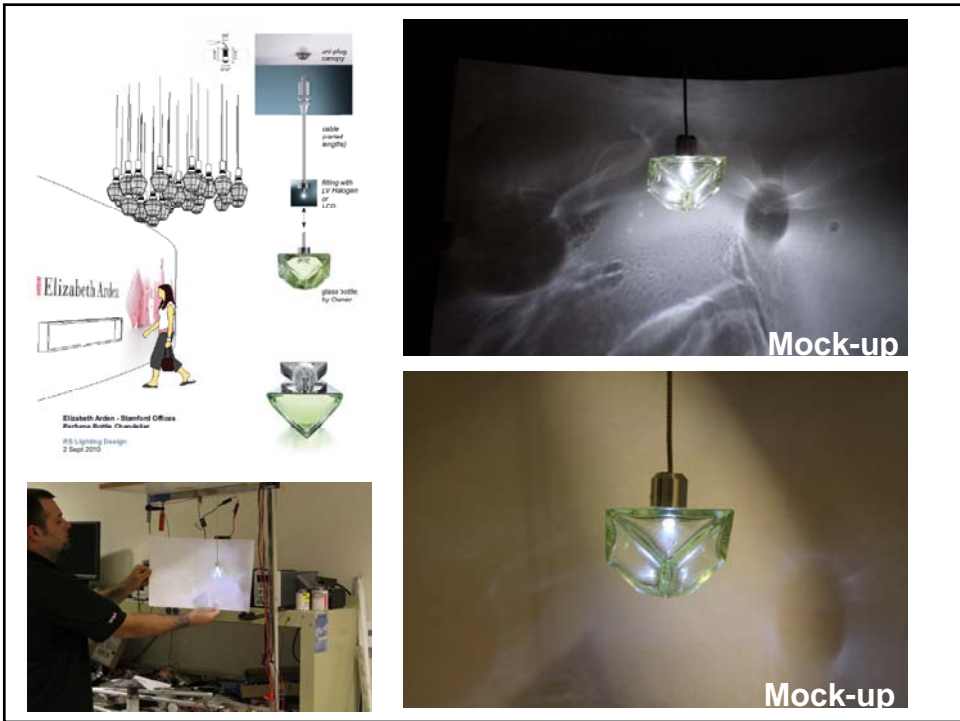 uni-plug
canopy
cable
(varied
lengths)
fitting with
LV Halogen
or
glass bottle
by Owner
Elizabeth Arden
Elizabeth Arden - Stamford Offices
Perfume Bottle Chandelier
RS Lighting Design
2 Sept 2010
Mock-up
Mock-up